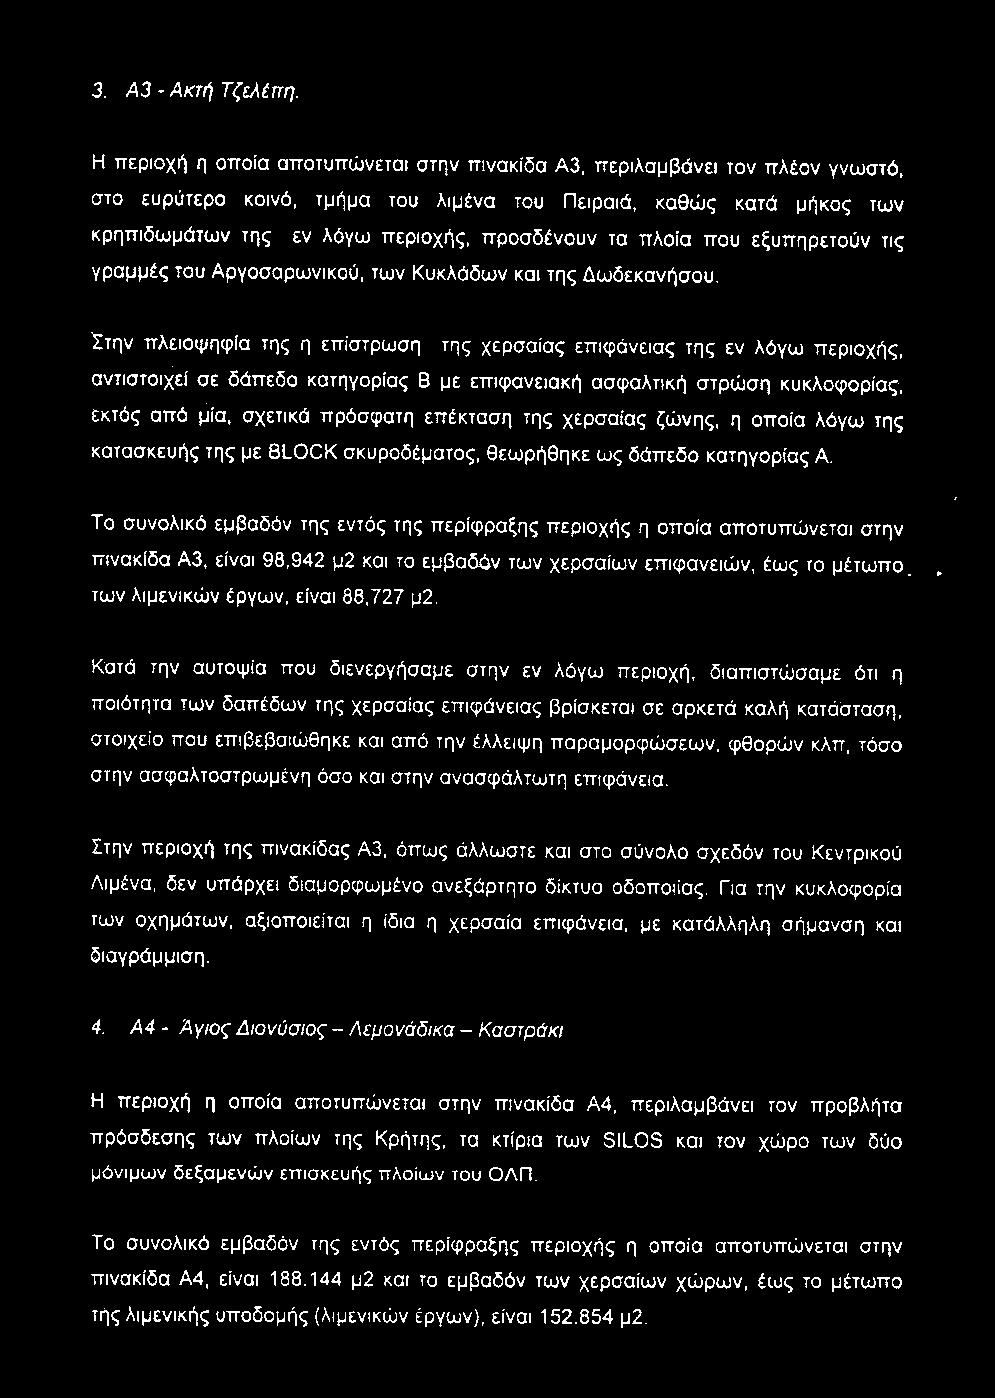 3. Α3 - Ακτή Τζελέπη.
Η περιοχή η οποία αποτυπώνεται στην πινακίδα Α3, περιλαμβάνει τον πλέον γνωστό,
στο ευρύτερο κοινό, τμήμα του λιμένα του Πειραιά, καθώς κατά μήκος των
κρηπιδωμάτων της εν λόγω περιοχής, προσδένουν τα πλοία που εξυπηρετούν τις
γραμμές του Αργοσαρωνικού, των Κυκλάδων και της Δωδεκανήσου.
Στην πλειοψηφία της η επίστρωση της χερσαίας επιφάνειας της εν λόγω περιοχής,
αντιστοιχεί σε δάπεδο κατηγορίας Β με επιφανειακή ασφαλτική στρώση κυκλοφορίας,
εκτός από μία, σχετικά πρόσφατη επέκταση της χερσαίας ζώνης, η οποία λόγω της
κατασκευής της με BLOCK σκυροδέματος, θεωρήθηκε ως δάπεδο κατηγορίας Α.
Το συνολικό εμβαδόν της εντός της περίφραξης περιοχής η οποία αποτυπώνεται στην
πινακίδα Α3, είναι 98,942 μ2 και το εμβαδόν των χερσαίων επιφανειών, έως το μέτωπο
των λιμενικών έργων, είναι 88,727 μ2.
Κατά την αυτοψία που διενεργήσαμε στην εν λόγω περιοχή, διαπιστώσαμε ότι η
ποιότητα των δαπέδων της χερσαίας επιφάνειας βρίσκεται σε αρκετά καλή κατάσταση,
στοιχείο που επιβεβαιώθηκε και από την έλλειψη παραμορφώσεων, φθορών κλπ, τόσο
στην ασφαλτοστρωμένη όσο και στην ανασφάλτωτη επιφάνεια.
Στην περιοχή της πινακίδας Α3, όπως άλλωστε και στο σύνολο σχεδόν του Κεντρικού
Λιμένα, δεν υπάρχει διαμορφωμένο ανεξάρτητο δίκτυο οδοποιίας. Για την κυκλοφορία
των οχημάτων, αξιοποιείται η ίδια η χερσαία επιφάνεια, με κατάλληλη σήμανση και
διαγράμμιση.
4. Α4 - Άγιος Διονύσιος – Λεμονάδικα – Καστράκι
Η περιοχή η οποία αποτυπώνεται στην πινακίδα Α4, περιλαμβάνει τον προβλήτα
πρόσδεσης των πλοίων της Κρήτης, τα κτίρια των SILOS και τον χώρο των δύο
μόνιμων δεξαμενών επισκευής πλοίων του ΟΛΠ.
Το συνολικό εμβαδόν της εντός περίφραξης περιοχής η οποία αποτυπώνεται στην
πινακίδα Α4, είναι 188.144 μ2 και το εμβαδόν των χερσαίων χώρων, έως το μέτωπο
της λιμενικής υποδομής (λιμενικών έργων), είναι 152.854 μ2.